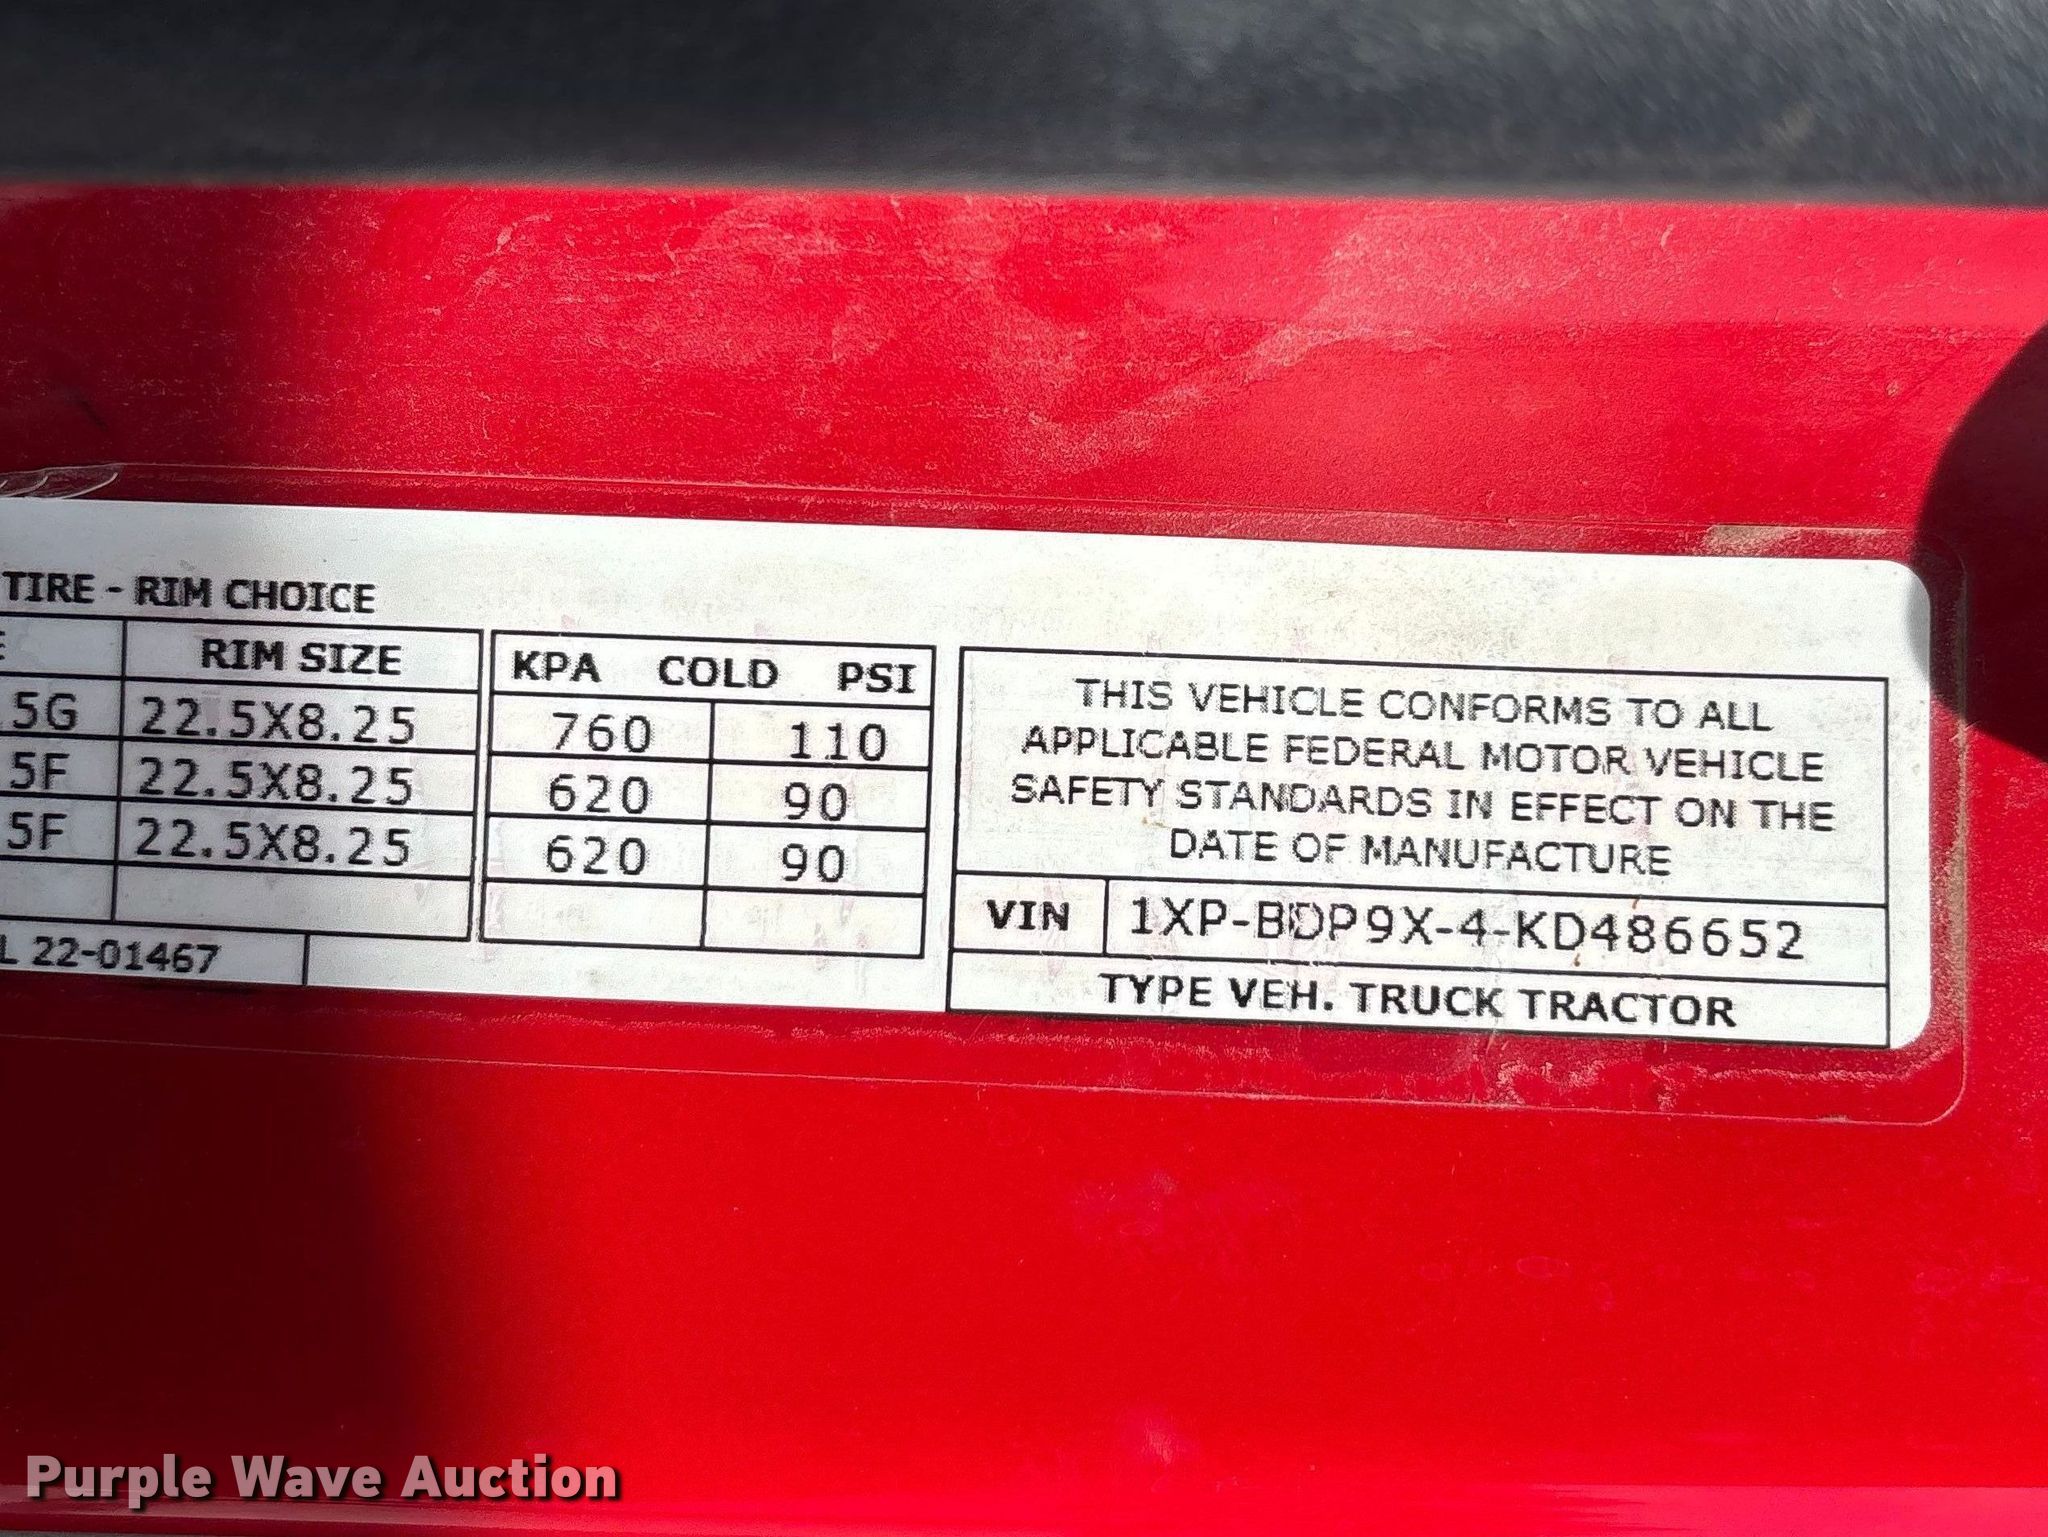 TIRE - RIM CHOICE
RIM SIZE
5G 22.5X8.25
5F 22.5X8.25
5F 22.5X8.25
L 22-01467
KPA COLD PSI
760 110
620 90
620 90
THIS VEHICLE CONFORMS TO ALL
APPLICABLE FEDERAL MOTOR VEHICLE
SAFETY STANDARDS IN EFFECT ON THE
DATE OF MANUFACTURE
VIN 1XP-BDP9X-4-KD486652
TYPE VEH. TRUCK TRACTOR
Purple Wave Auction